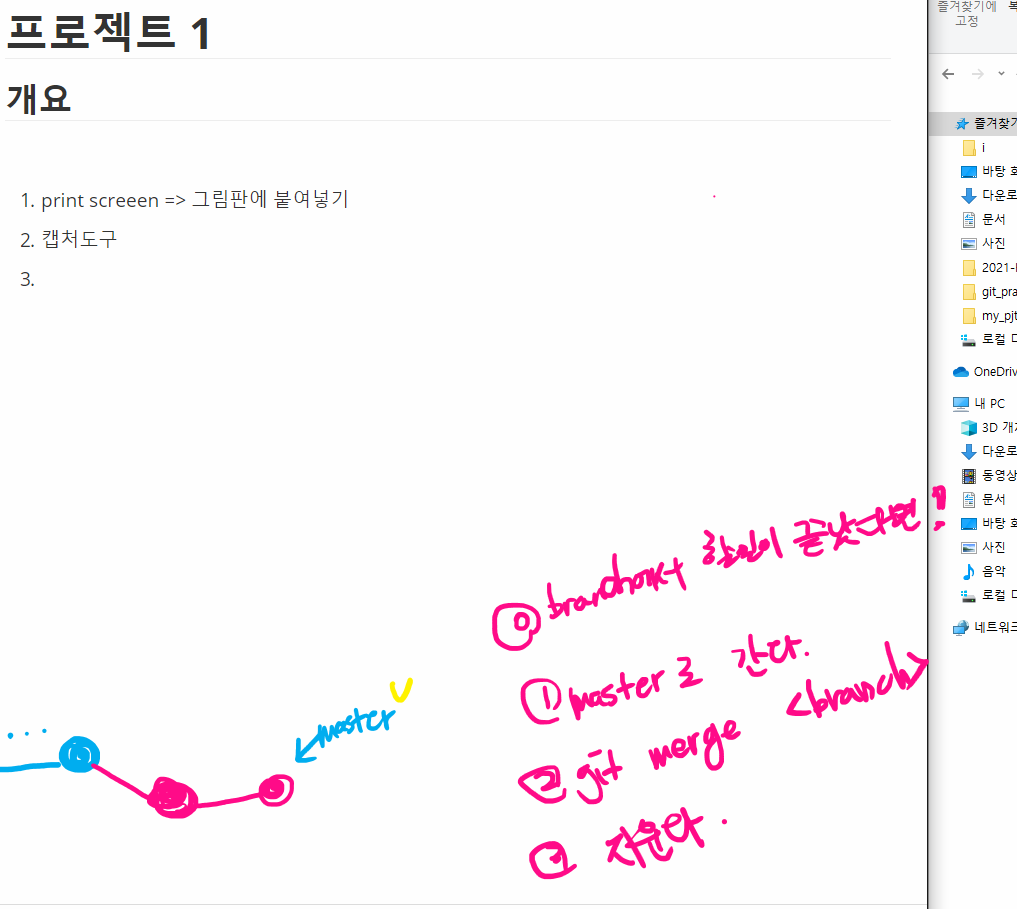 프로젝트 1
개요
1. print screeen => 그림판에 붙여넣기
2. 캡처도구
3.
⓪ branch에서 할일이 끝났다면
① master로 간다.
② git merge <branch>
지운다.
master
즐겨찾기에
고정
즐겨찾기
i
바탕 화
다운로
문서
사진
2021-
git_pra
my_pjt
로컬 디
OneDriv
내 PC
3D 개
다운로
동영상
문서
바탕 화
사진
음악
로컬 디
네트워크